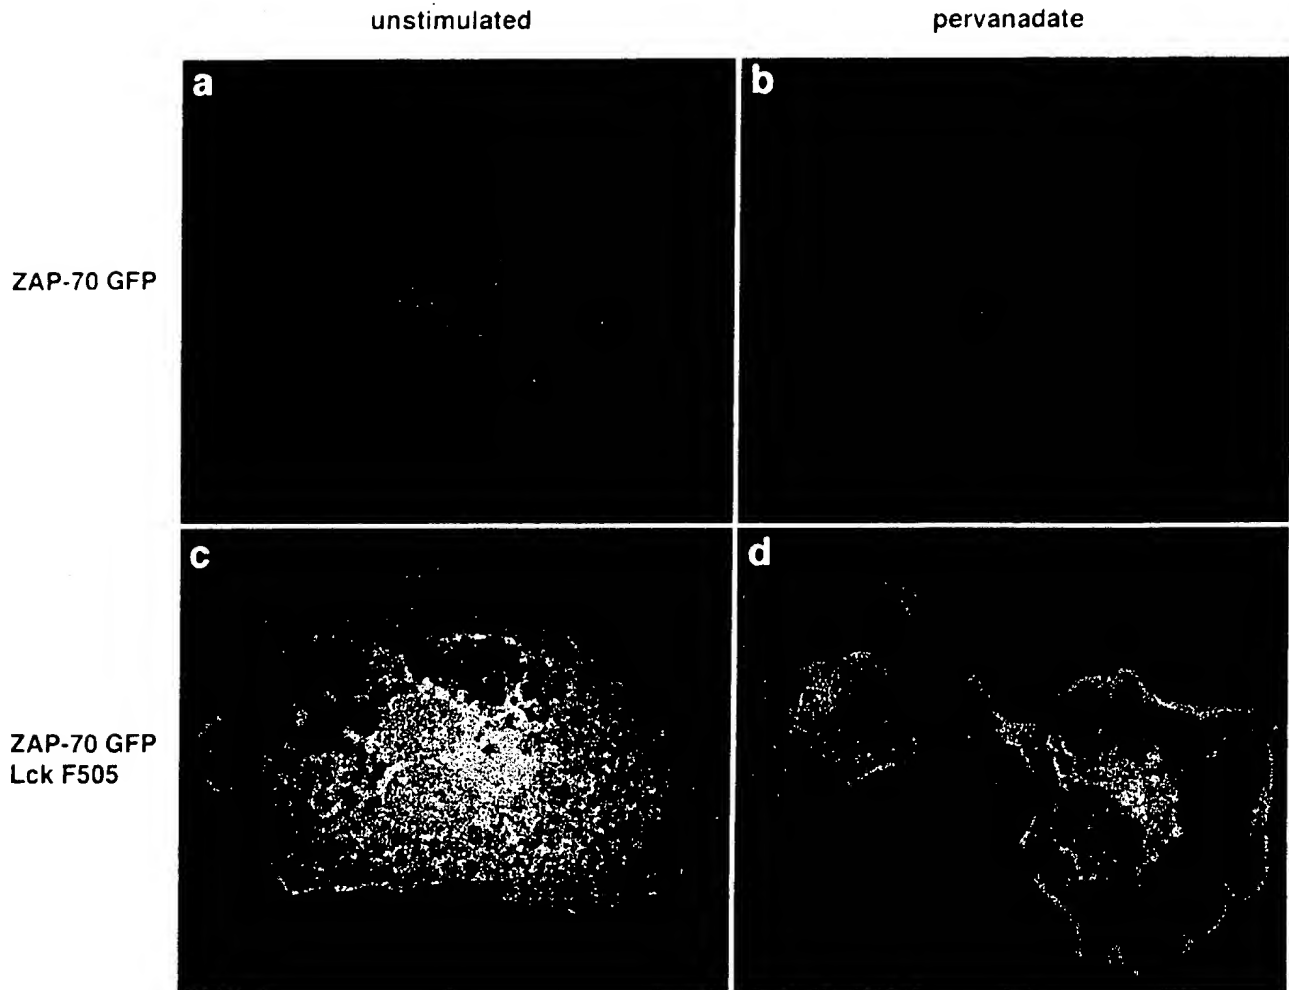 unstimulated
pervanadate
a
b
ZAP-70 GFP
c
d
ZAP-70 GFP
Lck F505